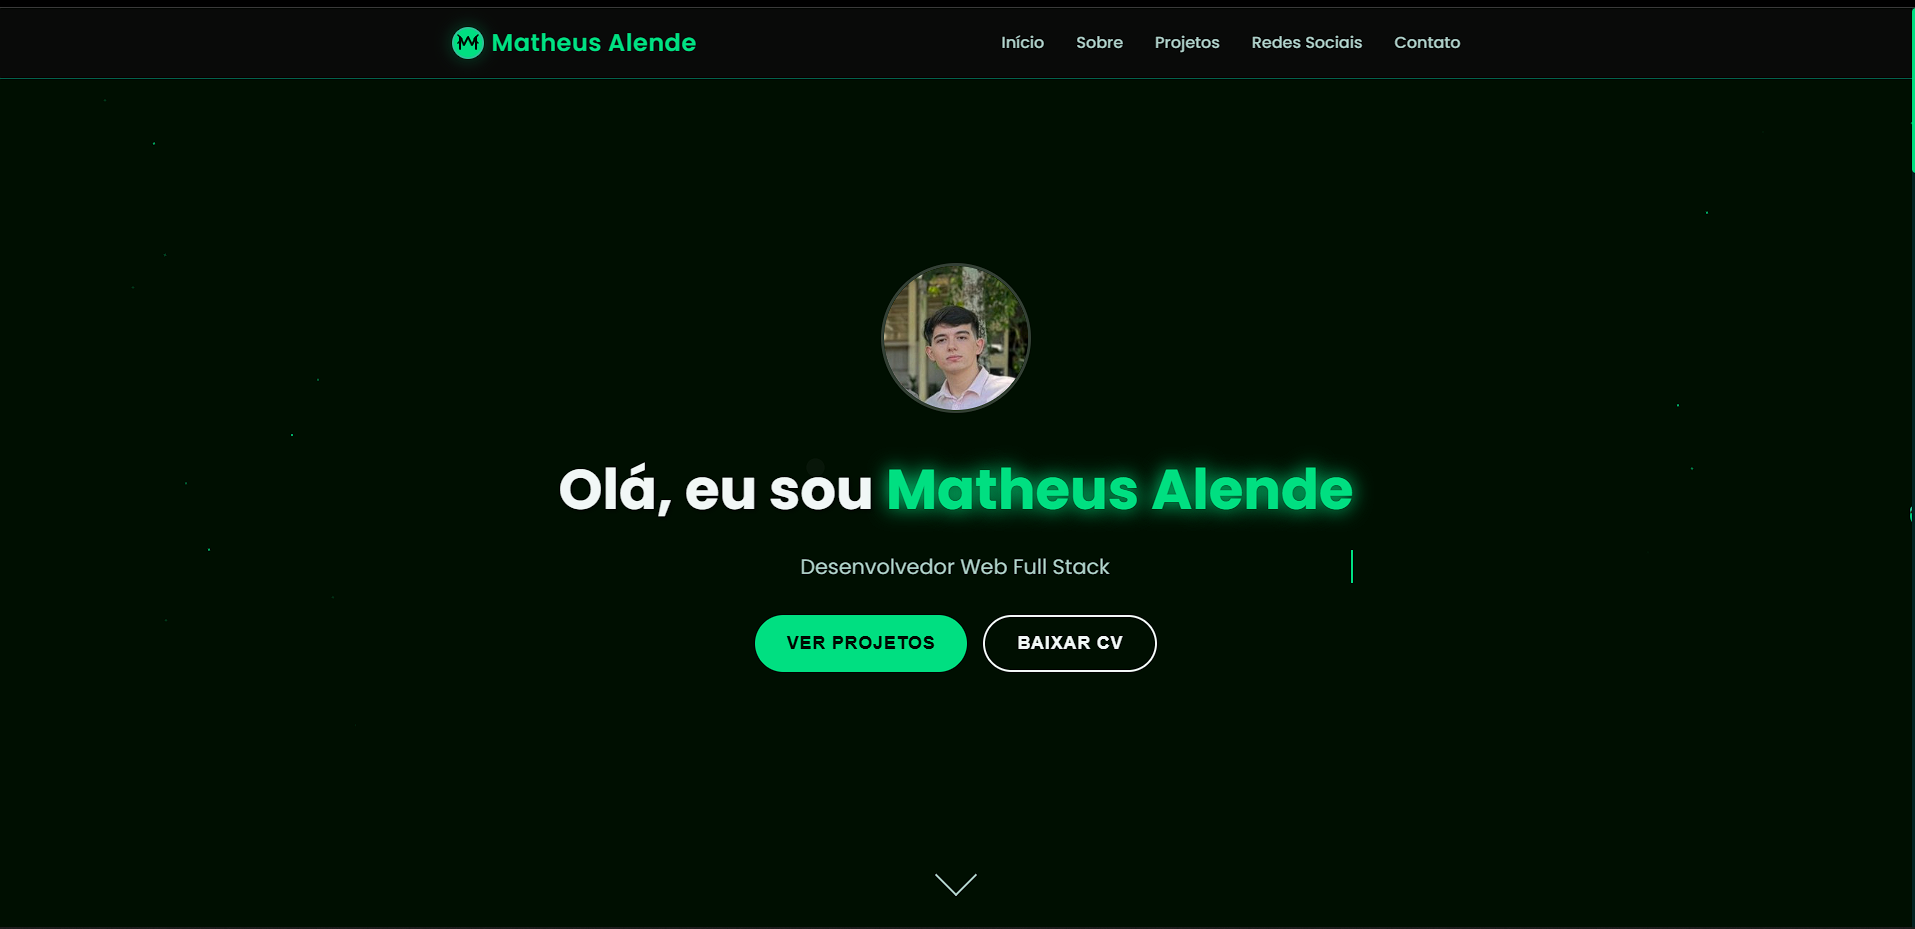 Matheus Alende
Início Sobre Projetos Redes Sociais Contato
Olá, eu sou Matheus Alende
Desenvolvedor Web Full Stack
VER PROJETOS BAIXAR CV